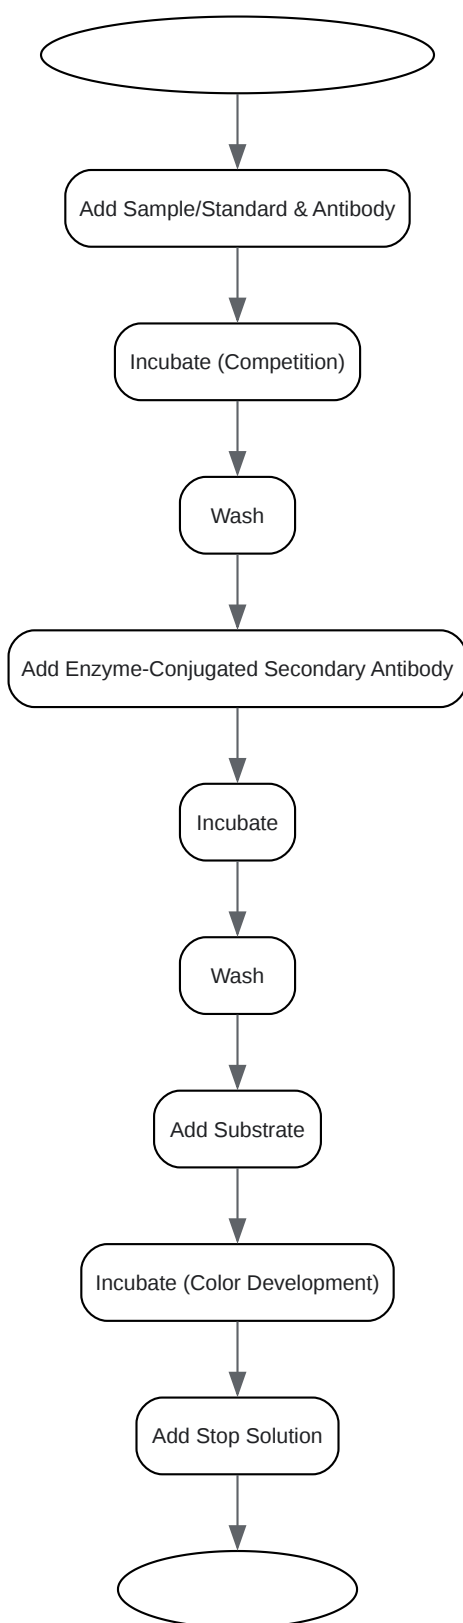 Add Sample/Standard & Antibody
Incubate (Competition)
Wash
Add Enzyme-Conjugated Secondary Antibody
Incubate
Wash
Add Substrate
Incubate (Color Development)
Add Stop Solution